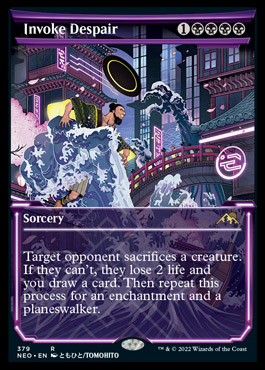 Invoke Despair 1
Sorcery
Target opponent sacrifices a creature.
If they can't, they lose 2 life and
you draw a card. Then repeat this
process for an enchantment and a
planeswalker.
379 R
NEO • EN ともひと/TOMOHITO
™ & © 2022 Wizards of the Coast